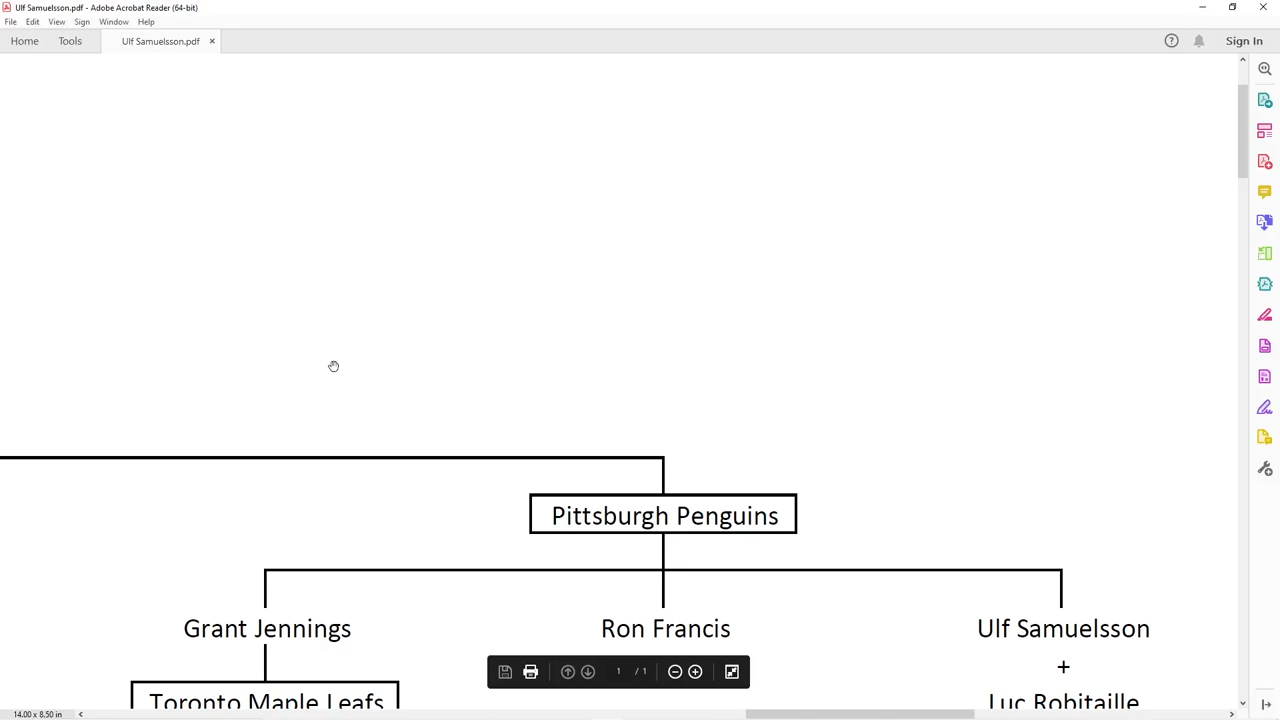 Ulf Samuelsson.pdf - Adobe Acrobat Reader (64-bit)
File Edit View Sign Window Help
Home Tools Ulf Samuelsson.pdf × Sign In
Pittsburgh Penguins
Grant Jennings Ron Francis Ulf Samuelsson
+
1 / 1
Toronto Maple Leafs Luc Robitaille
14.00 x 8.50 in